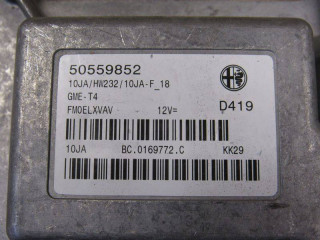 50559852
10JA/HW232/10JA-F_18
GME-T4
FM0ELXVAV 12V= D419
10JA BC.0169772.C KK29